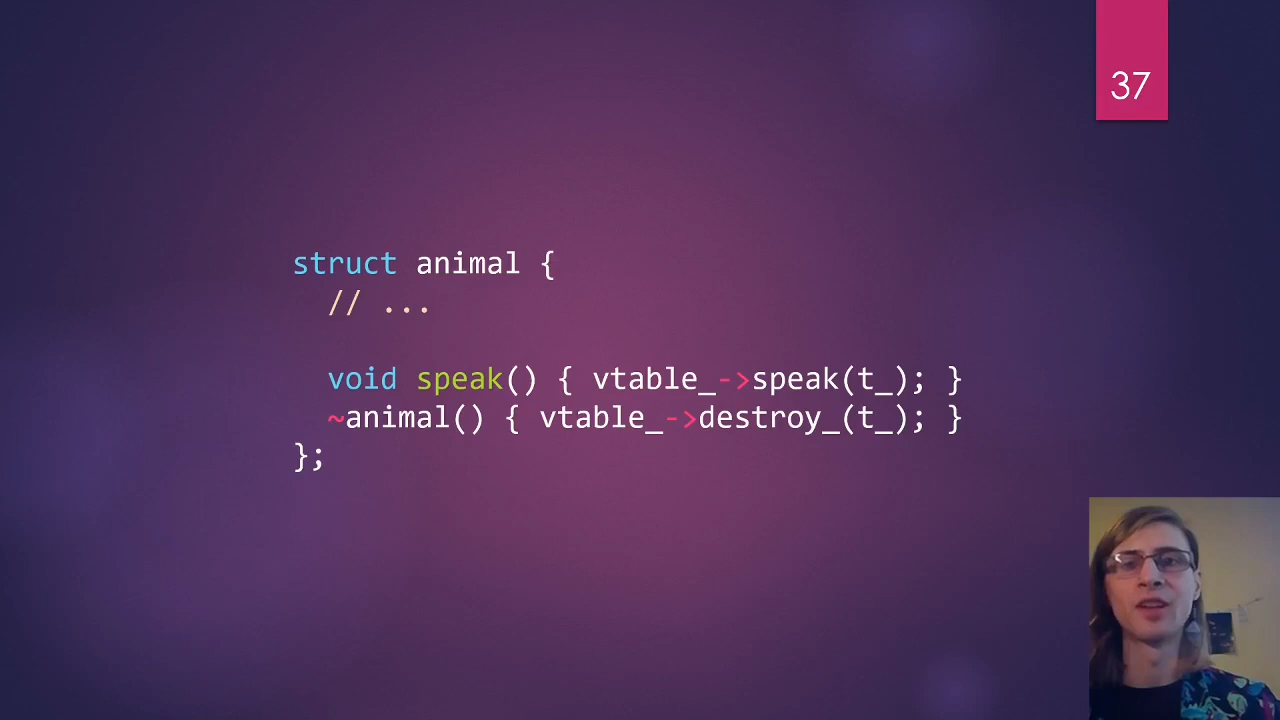 37
struct animal {
// ...
void speak() { vtable_->speak(t_); }
~animal() { vtable_->destroy_(t_); }
};